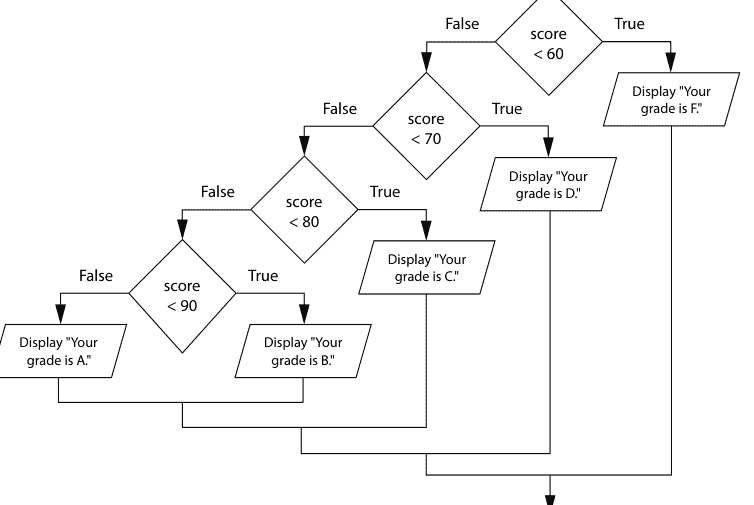 False
True
score
< 60
Display "Your
grade is F."
False
True
score
< 70
Display "Your
grade is D."
False
True
score
< 80
Display "Your
grade is C."
False
True
score
< 90
Display "Your
grade is A."
Display "Your
grade is B."